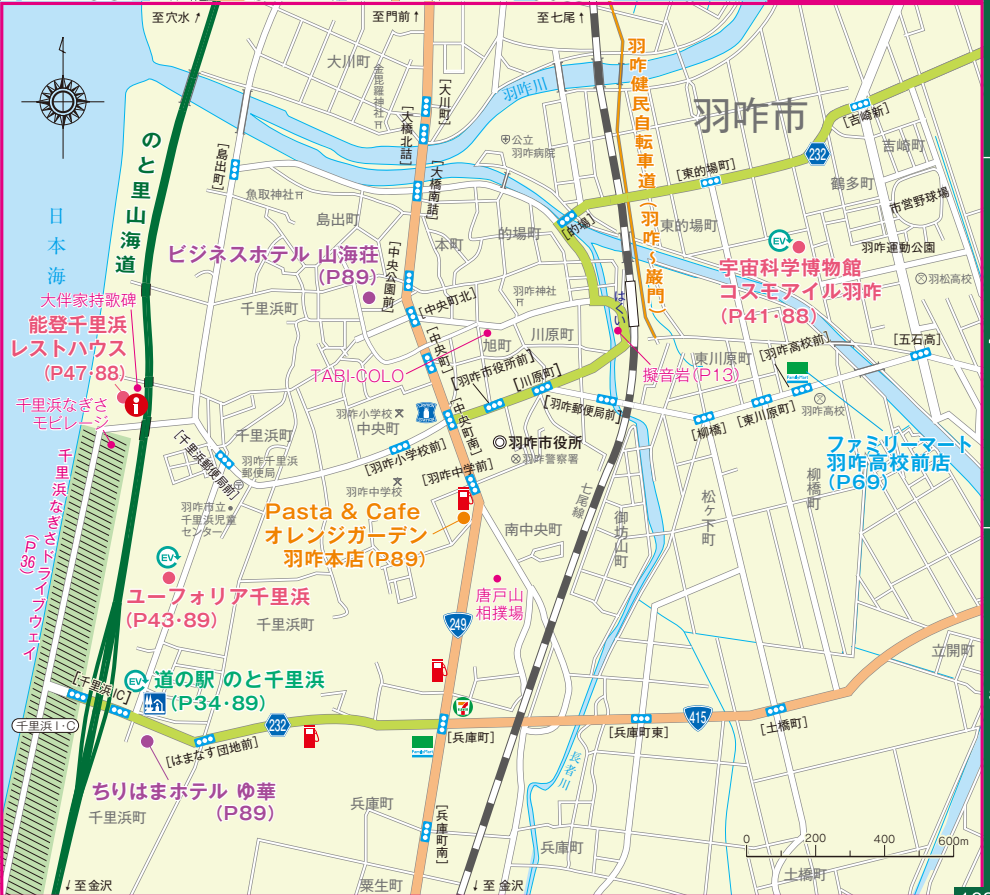 至穴水↑
至門前↑
至七尾↑
大川町
金毘羅神社
[大川町]
[大橋北詰]
羽咋川
羽咋健民自転車道(羽咋〜巌門)
羽咋市
[吉崎新]
吉崎町
232
公立
羽咋病院
[島出町]
[大橋南詰]
[東的場町]
鶴多町
市営野球場
のと里山海道
魚取神社
島出町
日本海
本町
的場町
[的場]
東的場町
EV
羽咋運動公園
ビジネスホテル 山海荘
(P89)
[中央公園前]
宇宙科学博物館
コスモアイル羽咋
(P41・88)
羽松高校
大伴家持歌碑
千里浜町
[中央町北]
羽咋神社
はくい
能登千里浜
レストハウス
(P47・88)
[中央町]
旭町
川原町
[五石高]
TABI-COLO
[羽咋市役所前]
[川原町]
擬音岩(P13)
東川原町
[羽咋高校前]
FamilyMart
千里浜なぎさ
モビレージ
羽咋小学校
中央町
LAWSON
[中央町南]
[羽咋郵便局前]
[柳橋]
[東川原町]
羽咋高校
[千里浜郵便局前]
千里浜町
羽咋千里浜
郵便局
[羽咋小学校前]
羽咋市役所
羽咋警察署
ファミリーマート
羽咋高校前店
(P69)
千里浜なぎさドライブウェイ
(P36)
[羽咋中学前]
羽咋中学校
羽咋市立
千里浜児童
センター
Pasta & Cafe
オレンジガーデン
羽咋本店(P89)
七尾線
南中央町
御坊山町
松ヶ下町
柳橋町
EV
ユーフォリア千里浜
(P43・89)
唐戸山
相撲場
千里浜町
249
立開町
[千里浜IC]
EV
道の駅 のと千里浜
(P34・89)
千里浜I・C
232
[はまなす団地前]
7
[兵庫町]
FamilyMart
[兵庫町東]
415
[土橋町]
ちりはまホテル ゆ華
(P89)
千里浜町
長者川
兵庫町
[兵庫町南]
兵庫町
0 200 400 600m
土橋町
↓至金沢
粟生町
↓至金沢